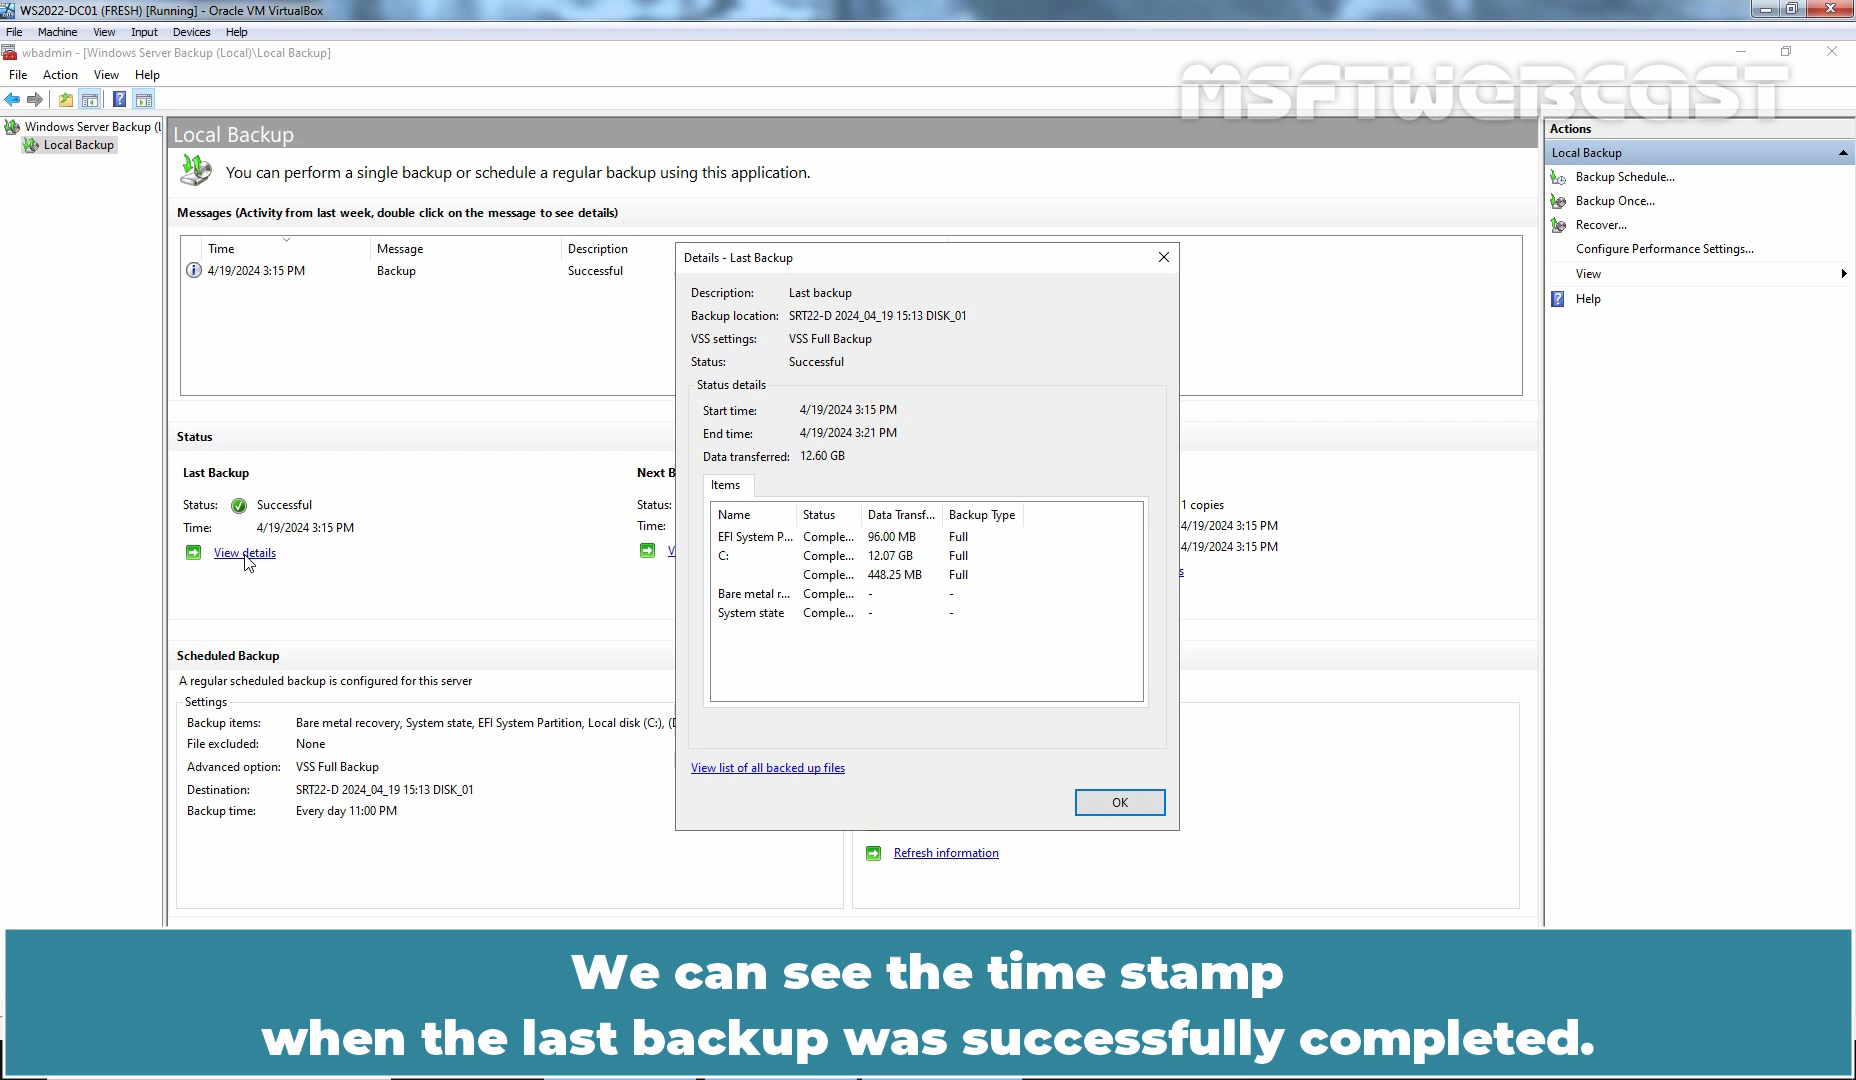 WS2022-DC01 (FRESH) [Running] - Oracle VM VirtualBox
File Machine View Input Devices Help
wbadmin - [Windows Server Backup (Local)\Local Backup]
File Action View Help
MSFTWEBCAST
Windows Server Backup (L
Local Backup
Local Backup
You can perform a single backup or schedule a regular backup using this application.
Messages (Activity from last week, double click on the message to see details)
Time Message Description
4/19/2024 3:15 PM Backup Successful
Status
Last Backup
Status: Successful
Time: 4/19/2024 3:15 PM
View details
Next B
Status:
Time:
V
1 copies
4/19/2024 3:15 PM
4/19/2024 3:15 PM
s
Scheduled Backup
A regular scheduled backup is configured for this server
Settings
Backup items: Bare metal recovery, System state, EFI System Partition, Local disk (C:), (D
File excluded: None
Advanced option: VSS Full Backup
Destination: SRT22-D 2024_04_19 15:13 DISK_01
Backup time: Every day 11:00 PM
Refresh information
Details - Last Backup
Description: Last backup
Backup location: SRT22-D 2024_04_19 15:13 DISK_01
VSS settings: VSS Full Backup
Status: Successful
Status details
Start time: 4/19/2024 3:15 PM
End time: 4/19/2024 3:21 PM
Data transferred: 12.60 GB
Items
Name Status Data Transf... Backup Type
EFI System P... Comple... 96.00 MB Full
C: Comple... 12.07 GB Full
Comple... 448.25 MB Full
Bare metal r... Comple... - -
System state Comple... - -
View list of all backed up files
OK
Actions
Local Backup
Backup Schedule...
Backup Once...
Recover...
Configure Performance Settings...
View
Help
We can see the time stamp
when the last backup was successfully completed.